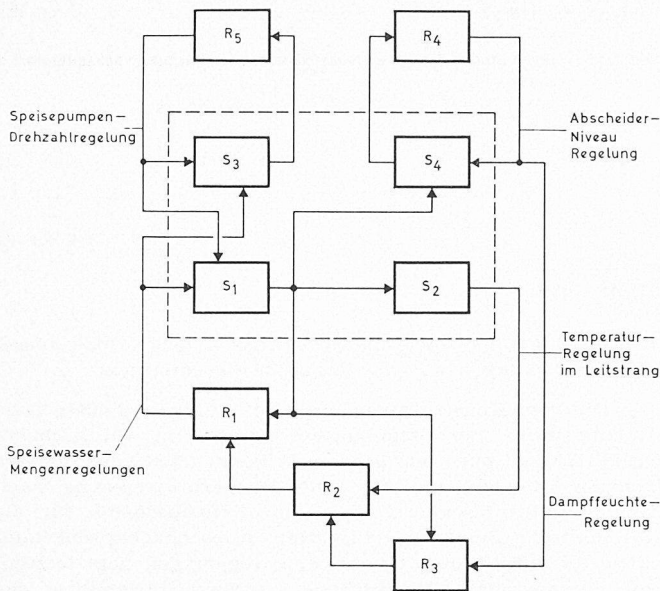 R5
R4
Speisepumpen–
Drehzahlregelung
Abscheider–
Niveau
Regelung
S3
S4
S1
S2
Temperatur–
Regelung
im Leitstrang
R1
Speisewasser–
Mengenregelungen
R2
Dampffeuchte–
Regelung
R3